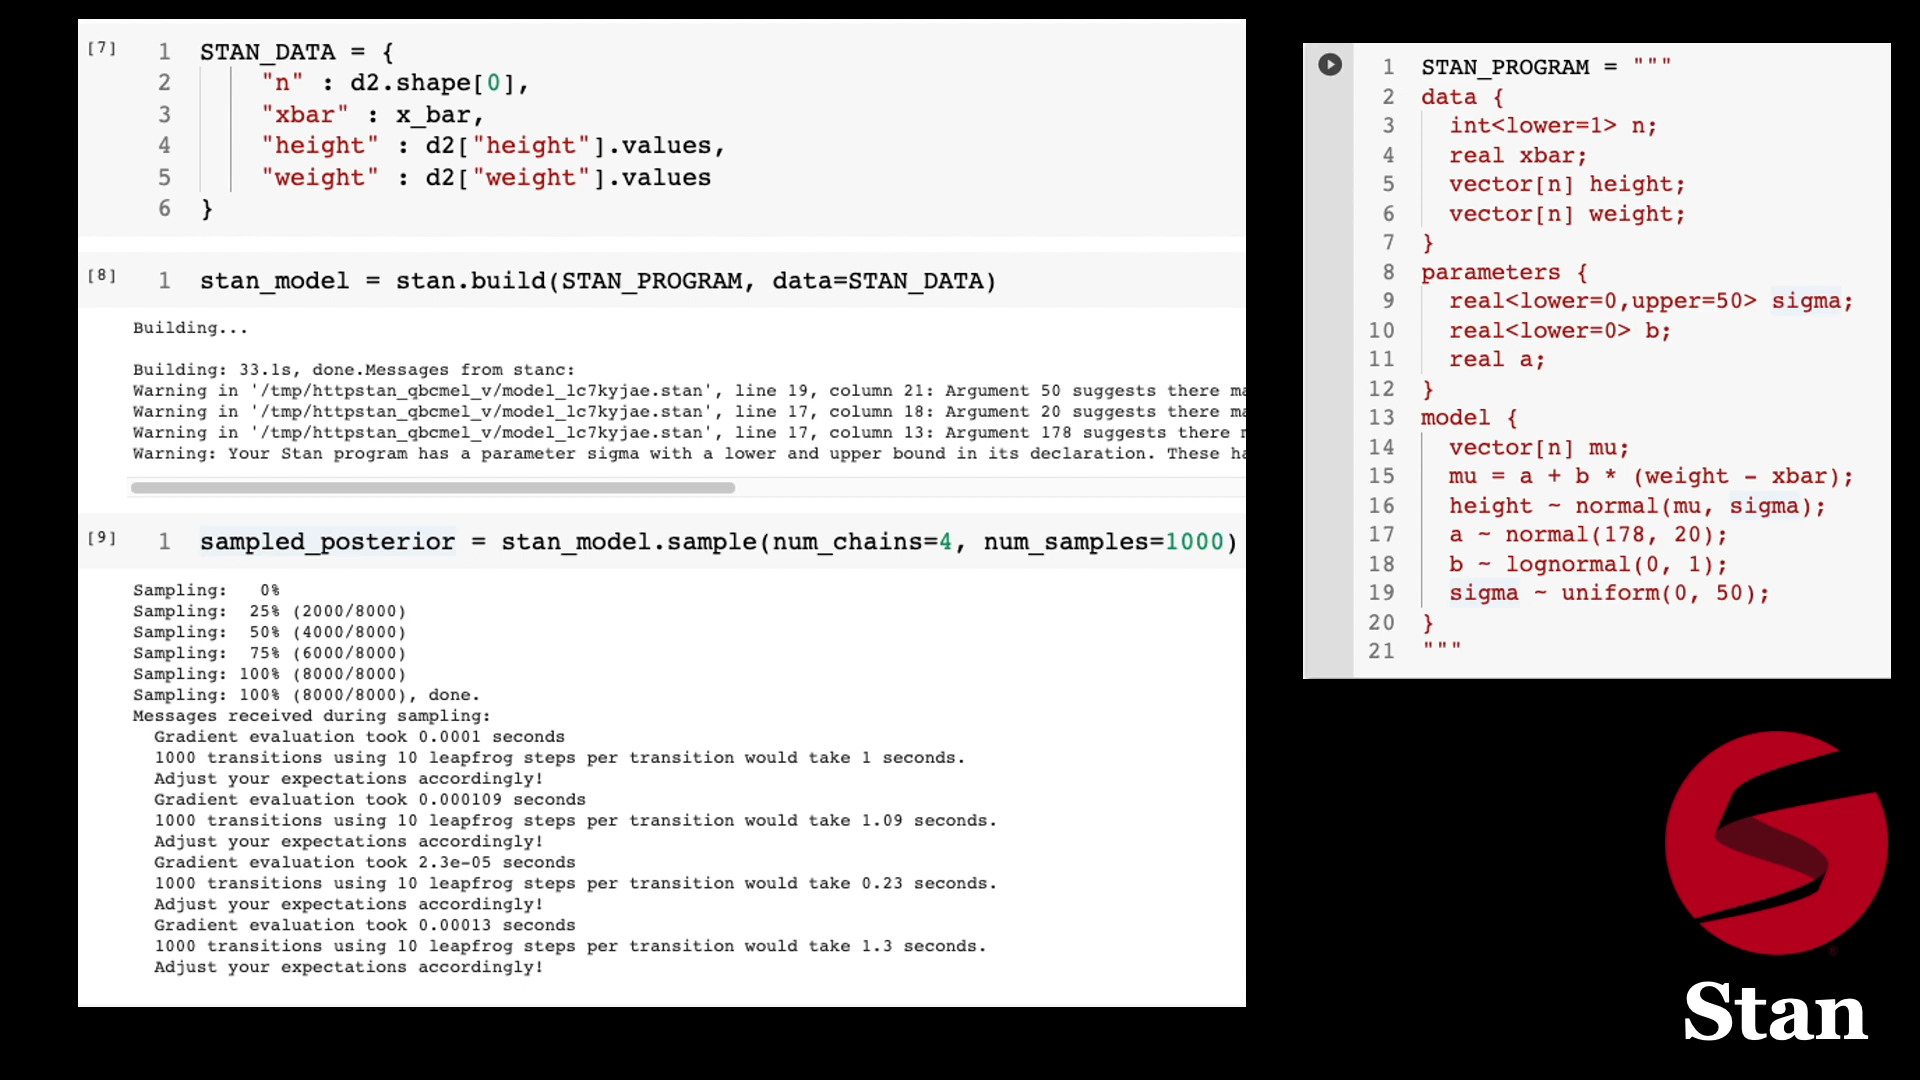 [7] 1 STAN_DATA = {
2 "n" : d2.shape[0],
3 "xbar" : x_bar,
4 "height" : d2["height"].values,
5 "weight" : d2["weight"].values
6 }
[8] 1 stan_model = stan.build(STAN_PROGRAM, data=STAN_DATA)
Building...
Building: 33.1s, done.Messages from stanc:
Warning in '/tmp/httpstan_qbcmel_v/model_lc7kyjae.stan', line 19, column 21: Argument 50 suggests there ma
Warning in '/tmp/httpstan_qbcmel_v/model_lc7kyjae.stan', line 17, column 18: Argument 20 suggests there ma
Warning in '/tmp/httpstan_qbcmel_v/model_lc7kyjae.stan', line 17, column 13: Argument 178 suggests there
Warning: Your Stan program has a parameter sigma with a lower and upper bound in its declaration. These ha
[9] 1 sampled_posterior = stan_model.sample(num_chains=4, num_samples=1000)
Sampling: 0%
Sampling: 25% (2000/8000)
Sampling: 50% (4000/8000)
Sampling: 75% (6000/8000)
Sampling: 100% (8000/8000)
Sampling: 100% (8000/8000), done.
Messages received during sampling:
Gradient evaluation took 0.0001 seconds
1000 transitions using 10 leapfrog steps per transition would take 1 seconds.
Adjust your expectations accordingly!
Gradient evaluation took 0.000109 seconds
1000 transitions using 10 leapfrog steps per transition would take 1.09 seconds.
Adjust your expectations accordingly!
Gradient evaluation took 2.3e-05 seconds
1000 transitions using 10 leapfrog steps per transition would take 0.23 seconds.
Adjust your expectations accordingly!
Gradient evaluation took 0.00013 seconds
1000 transitions using 10 leapfrog steps per transition would take 1.3 seconds.
Adjust your expectations accordingly!
1 STAN_PROGRAM = """
2 data {
3 int<lower=1> n;
4 real xbar;
5 vector[n] height;
6 vector[n] weight;
7 }
8 parameters {
9 real<lower=0,upper=50> sigma;
10 real<lower=0> b;
11 real a;
12 }
13 model {
14 vector[n] mu;
15 mu = a + b * (weight - xbar);
16 height ~ normal(mu, sigma);
17 a ~ normal(178, 20);
18 b ~ lognormal(0, 1);
19 sigma ~ uniform(0, 50);
20 }
21 """
Stan